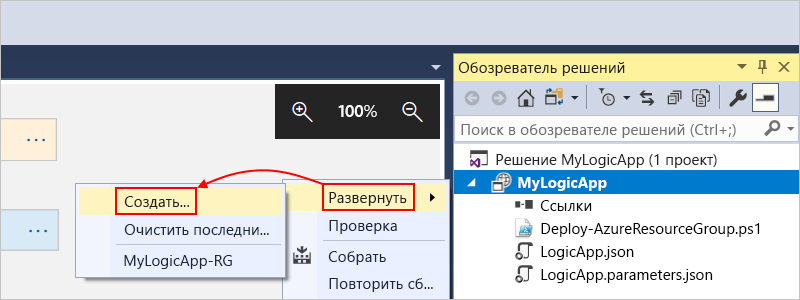 100%
...
...
Создать...
Очистить последни...
MyLogicApp-RG
Развернуть
Проверка
Собрать
Повторить сб...
Обозреватель решений
Поиск в обозревателе решений (Ctrl+;)
Решение MyLogicApp (1 проект)
MyLogicApp
Ссылки
Deploy-AzureResourceGroup.ps1
LogicApp.json
LogicApp.parameters.json